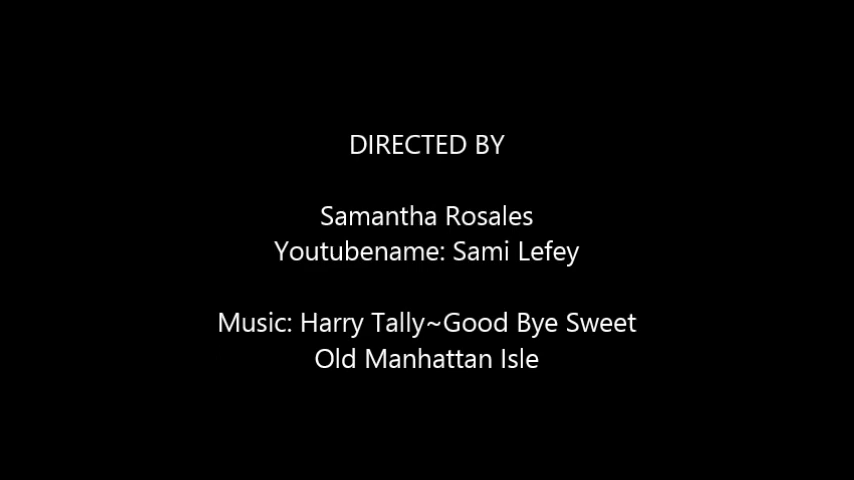 DIRECTED BY
Samantha Rosales
Youtubename: Sami Lefey
Music: Harry Tally~Good Bye Sweet
Old Manhattan Isle